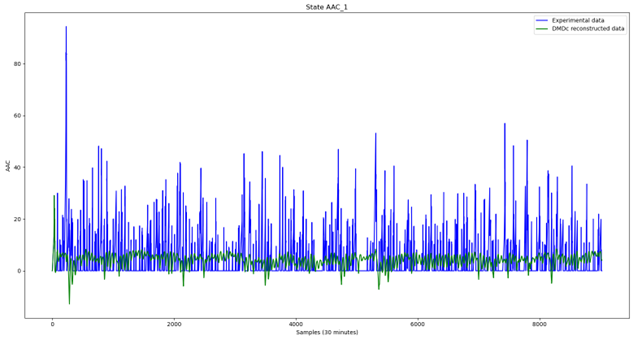 State AAC_1
Experimental data
DMDc reconstructed data
AAC
80
60
40
20
0
0
2000
4000
6000
8000
Samples (30 minutes)